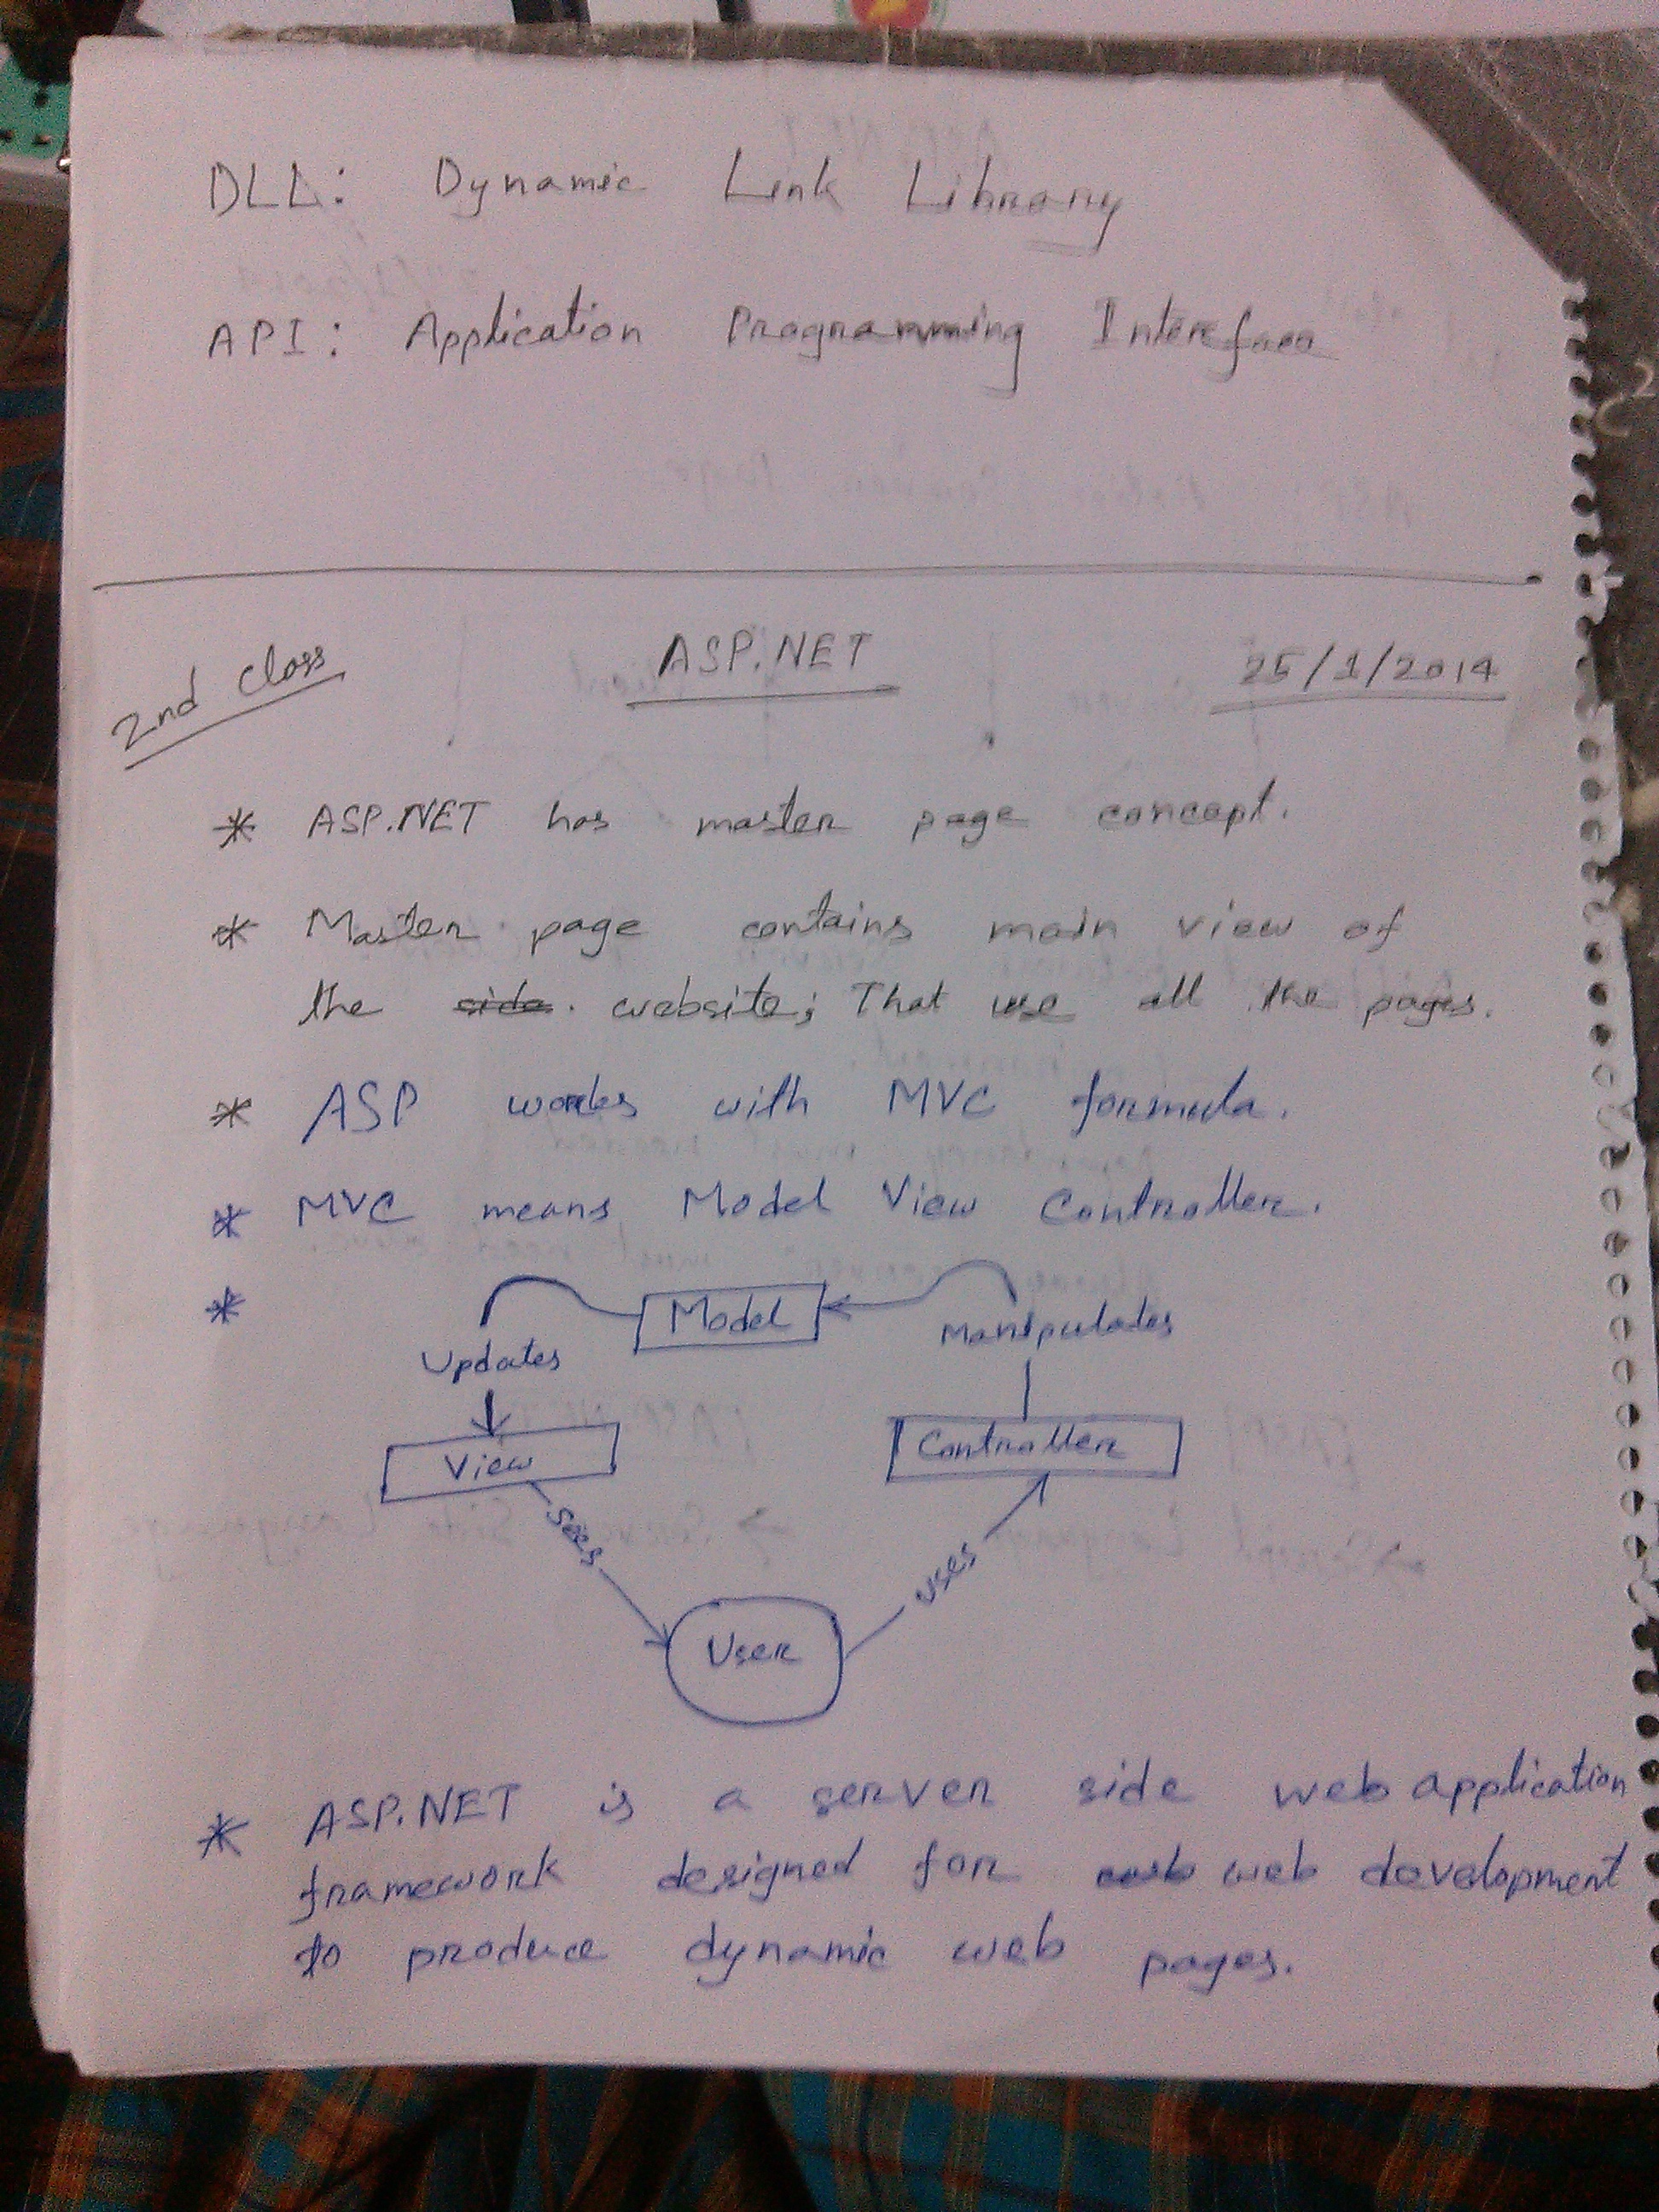 DLL: Dynamic Link Library
API: Application Programming Interface
2nd Class ASP.NET 25/1/2014
* ASP.NET has master page concept.
* Master page contains main view of
the side. website; That use all the pages.
* ASP works with MVC formula.
* MVC means Model View Controller.
*
Model
Updates Manipulates
View Controller
Sees uses
User
* ASP.NET is a server side web application
framework designed for web development
to produce dynamic web pages.